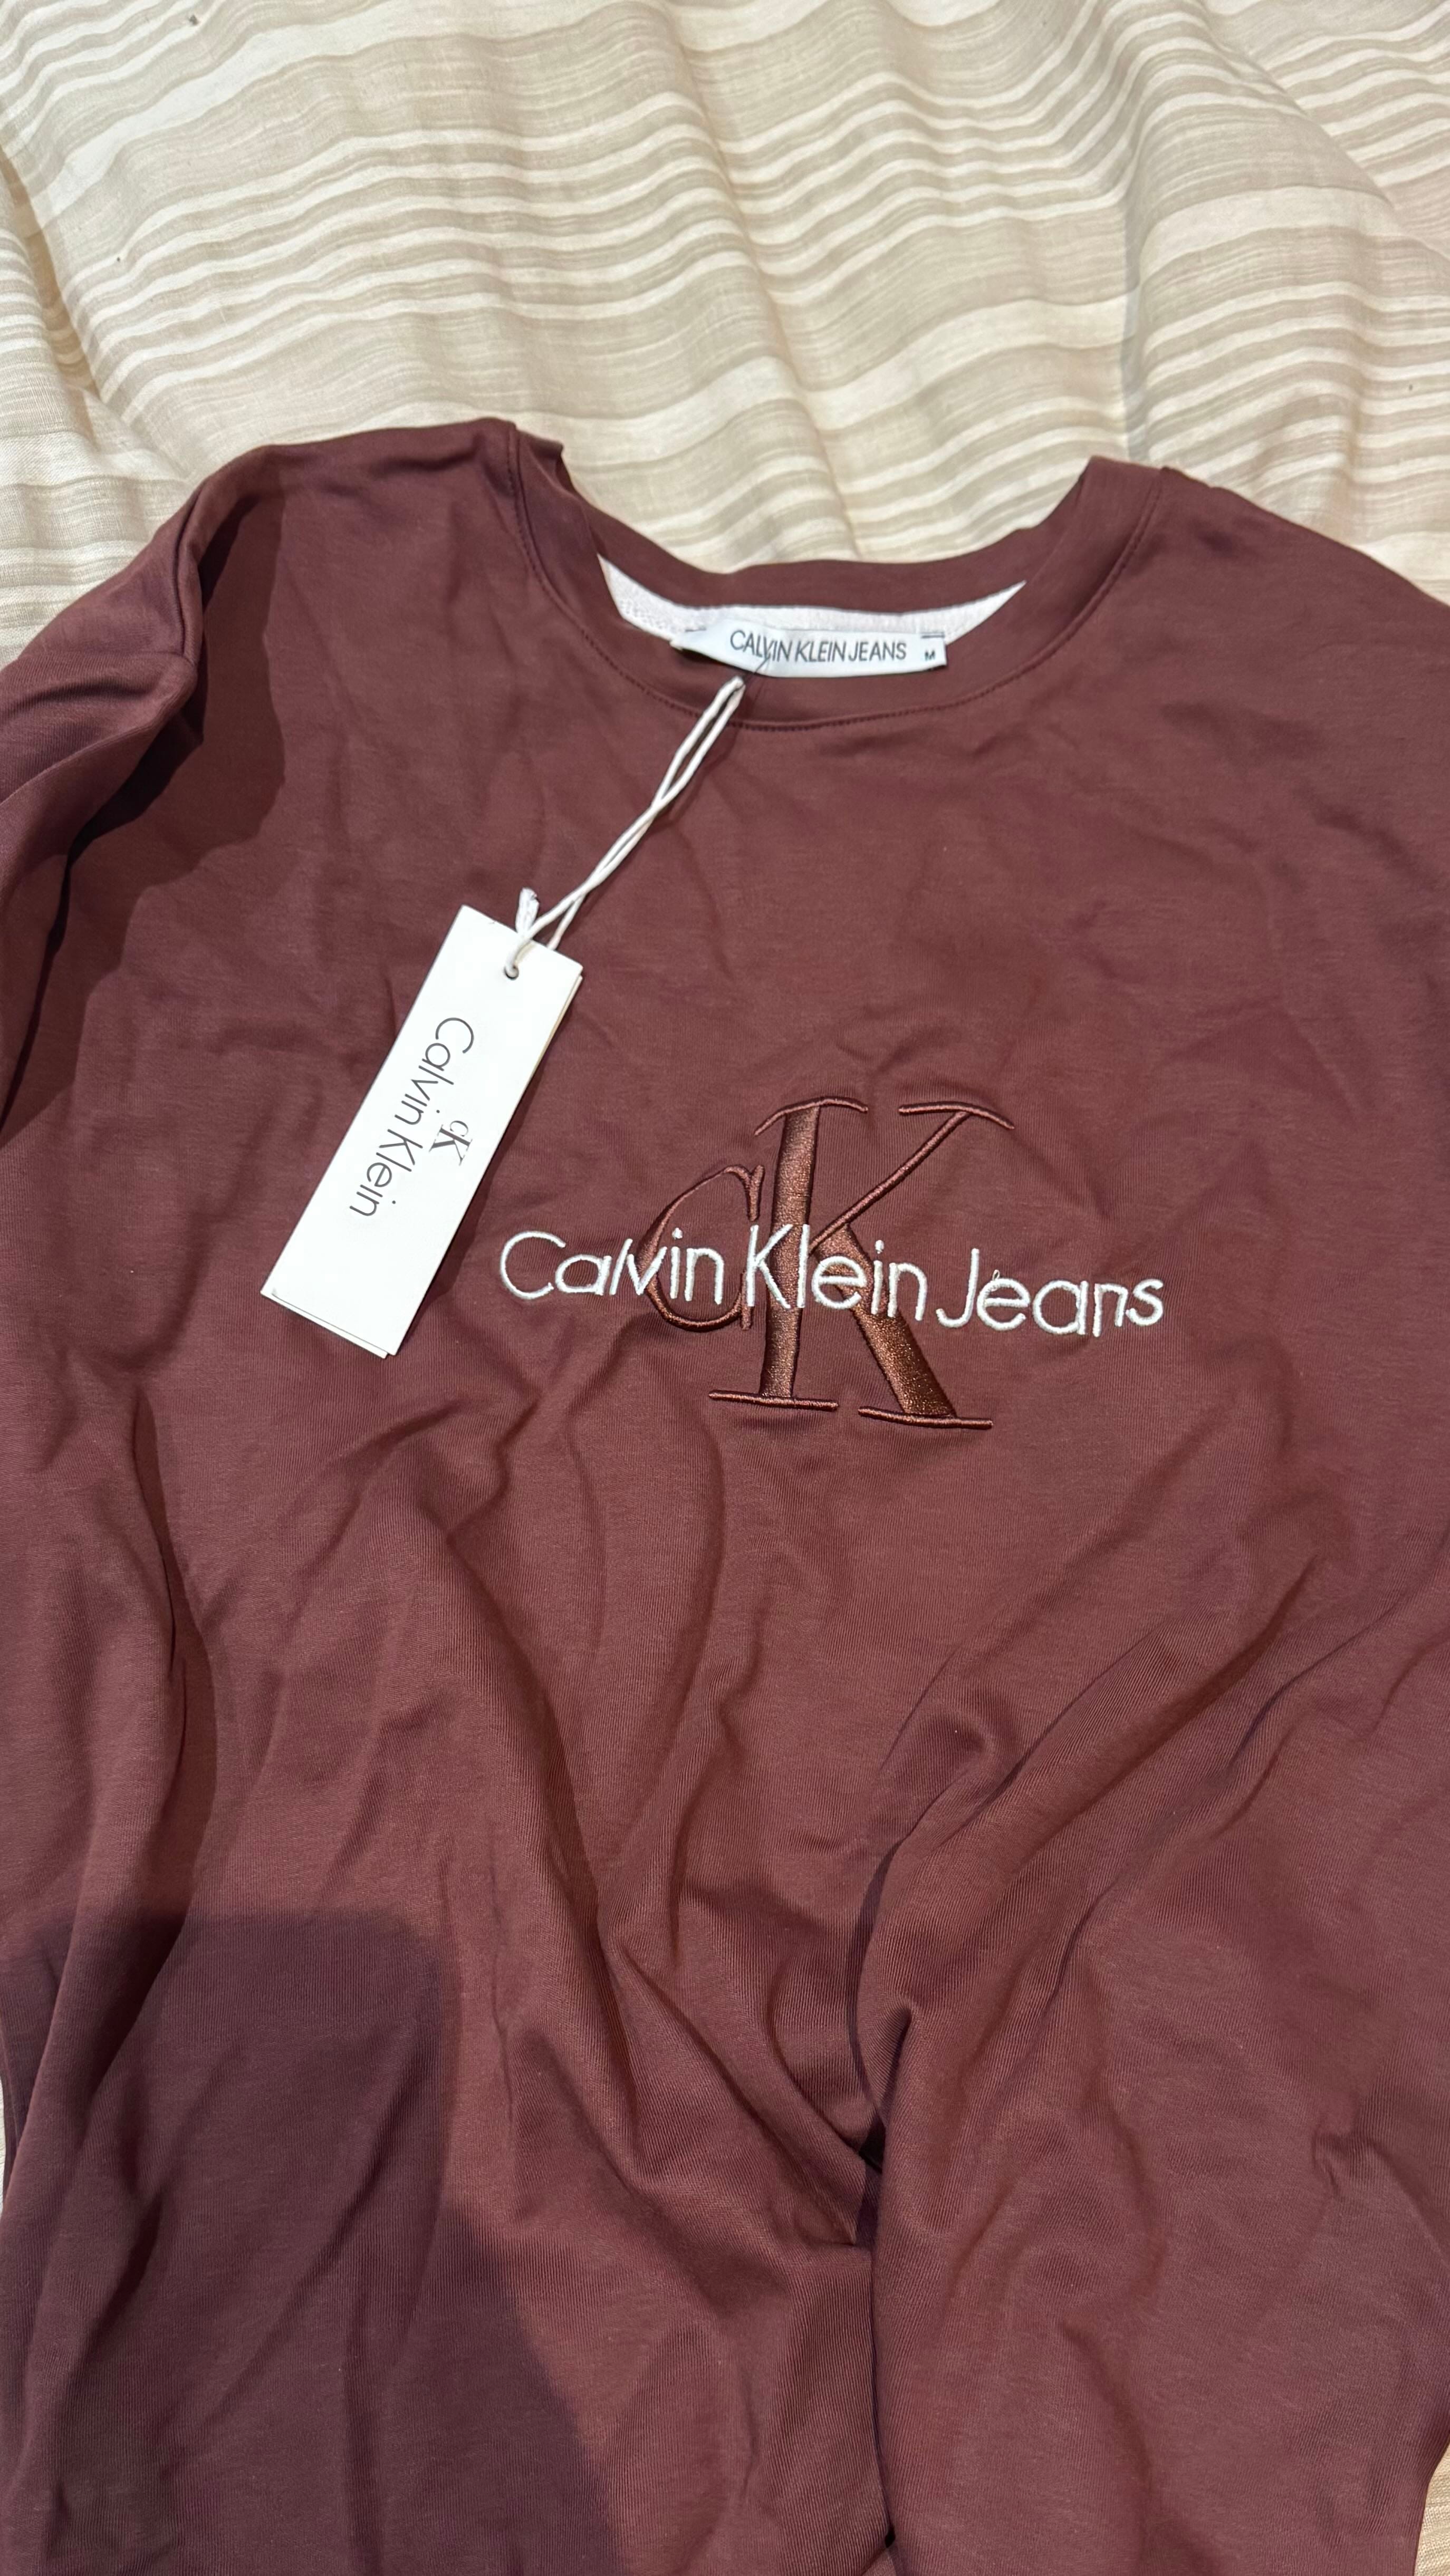 CALVIN KLEIN JEANS M
cK
Calvin Klein
cK
Calvin Klein Jeans